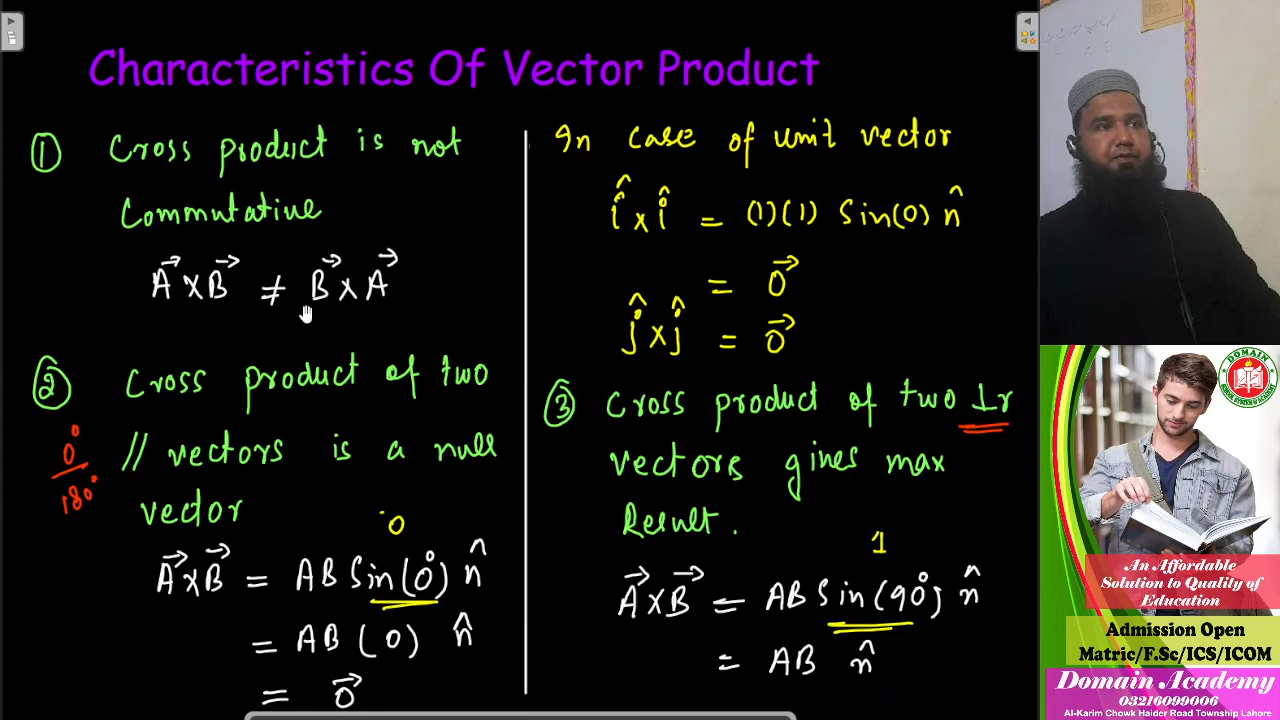 Characteristics Of Vector Product
① Cross product is not
Commutative
A⃗ × B⃗ ≠ B⃗ × A⃗
② Cross product of two
0°
180°
// vectors is a null
vector
0
A⃗ × B⃗ = AB Sin(0°) n̂
= AB (0) n̂
= 0⃗
In case of unit vector
î × î = (1)(1) Sin(0) n̂
= 0⃗
ĵ × ĵ = 0⃗
③ Cross product of two ⊥r
vectors gines max
Result.
1
A⃗ × B⃗ = AB Sin(90°) n̂
= AB n̂
DOMAIN
An Affordable
Solution to Quality of
Education
Admission Open
Matric/F.Sc/ICS/ICOM
Domain Academy
03216099006
Al-Karim Chowk Haider Road Township Lahore